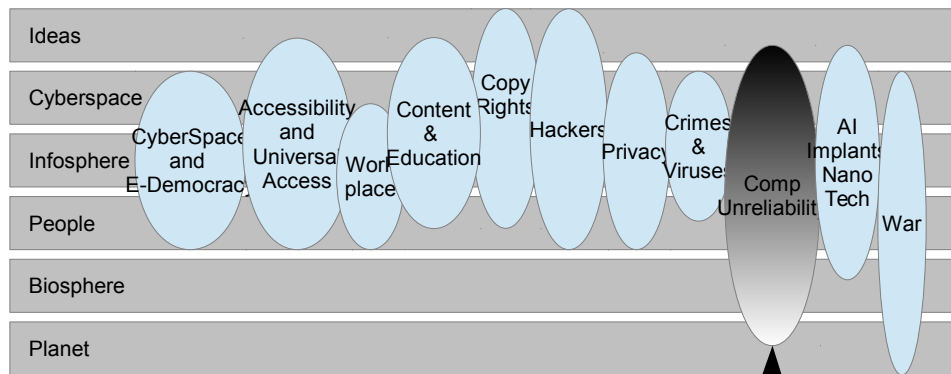 Ideas
Cyberspace
Infosphere
People
Biosphere
Planet
CyberSpace
and
E-Democracy
Accessibility
and
Universal
Access
Work
place
Content
&
Education
Copy
Rights
Hackers
Privacy
Crimes
&
Viruses
Comp
Unreliability
AI
Implants
Nano
Tech
War